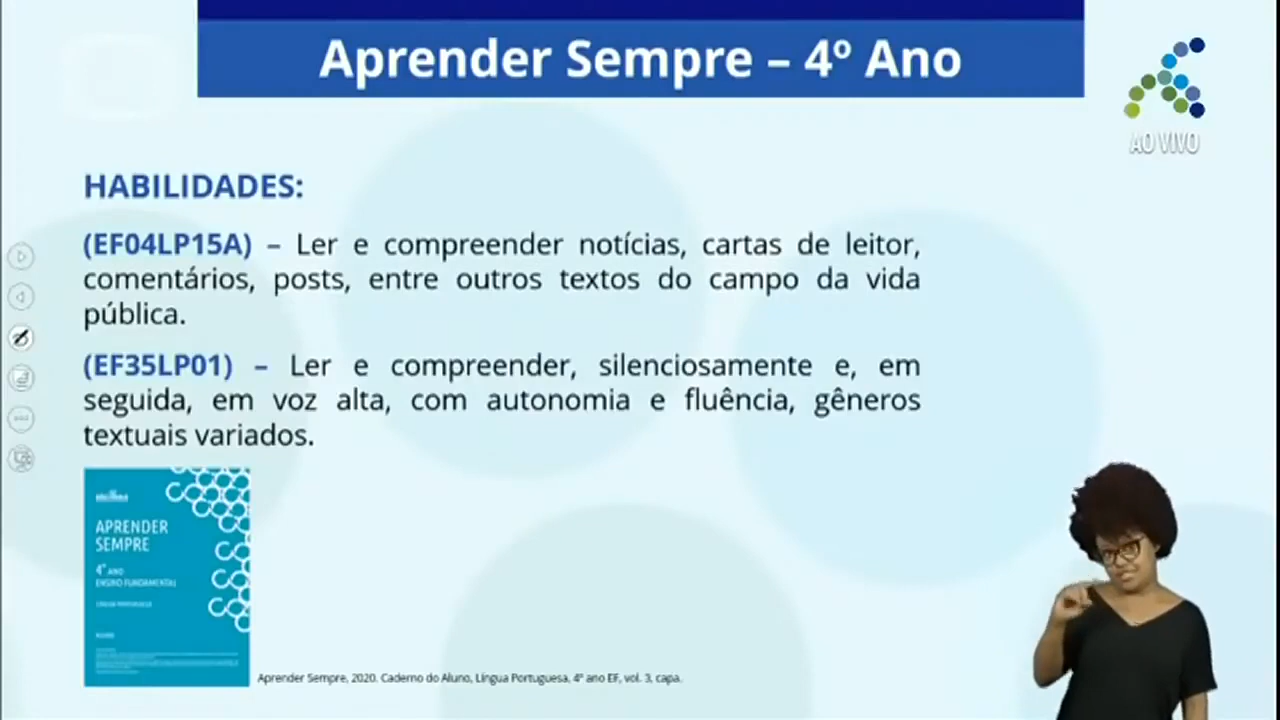 Aprender Sempre – 4º Ano
AO VIVO
HABILIDADES:
(EF04LP15A) – Ler e compreender notícias, cartas de leitor,
comentários, posts, entre outros textos do campo da vida
pública.
(EF35LP01) – Ler e compreender, silenciosamente e, em
seguida, em voz alta, com autonomia e fluência, gêneros
textuais variados.
APRENDER
SEMPRE
4º ANO
ENSINO FUNDAMENTAL
LÍNGUA PORTUGUESA
Aprender Sempre, 2020. Caderno do Aluno, Língua Portuguesa, 4º ano EF, vol. 3, capa.